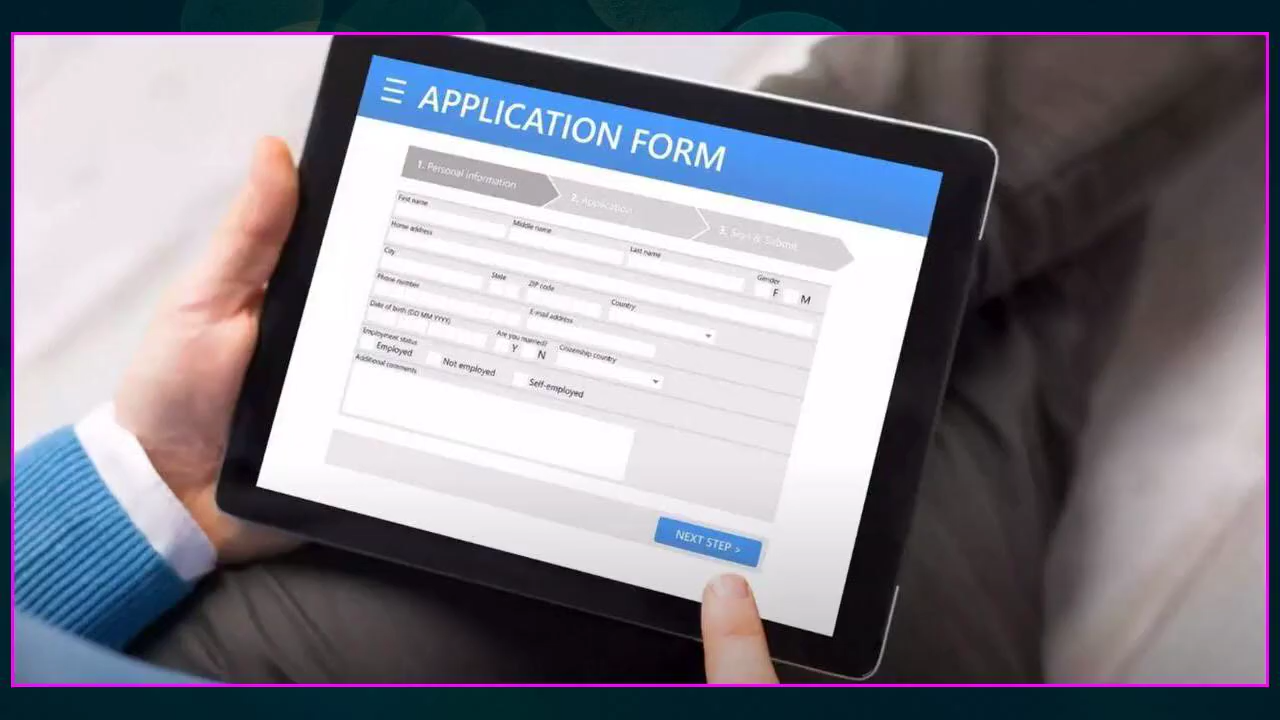 APPLICATION FORM
1. Personal information
2. Application
3. Sign & Submit
First name
Middle name
Last name
Gender
F M
Home address
City
State
ZIP code
Country
Phone number
E-mail address
Date of birth (DD MM YYYY)
Are you married?
Y N
Citizenship country
Employment status
Employed
Not employed
Self-employed
Additional comments
NEXT STEP >